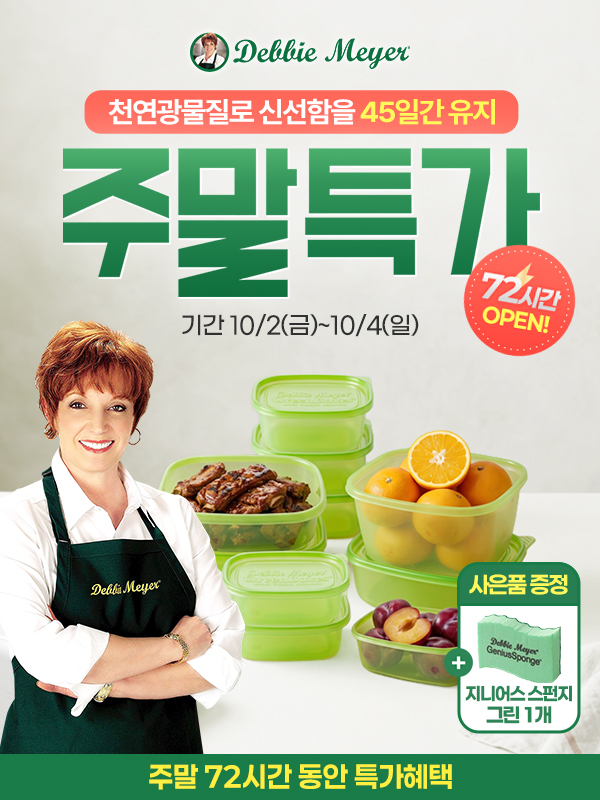 Debbie Meyer
천연광물질로 신선함을 45일간 유지
주말특가
72시간
OPEN!
기간 10/2(금)~10/4(일)
Debbie Meyer
사은품 증정
Debbie Meyer
GeniusSponge
+
지니어스 스펀지
그린 1개
주말 72시간 동안 특가혜택